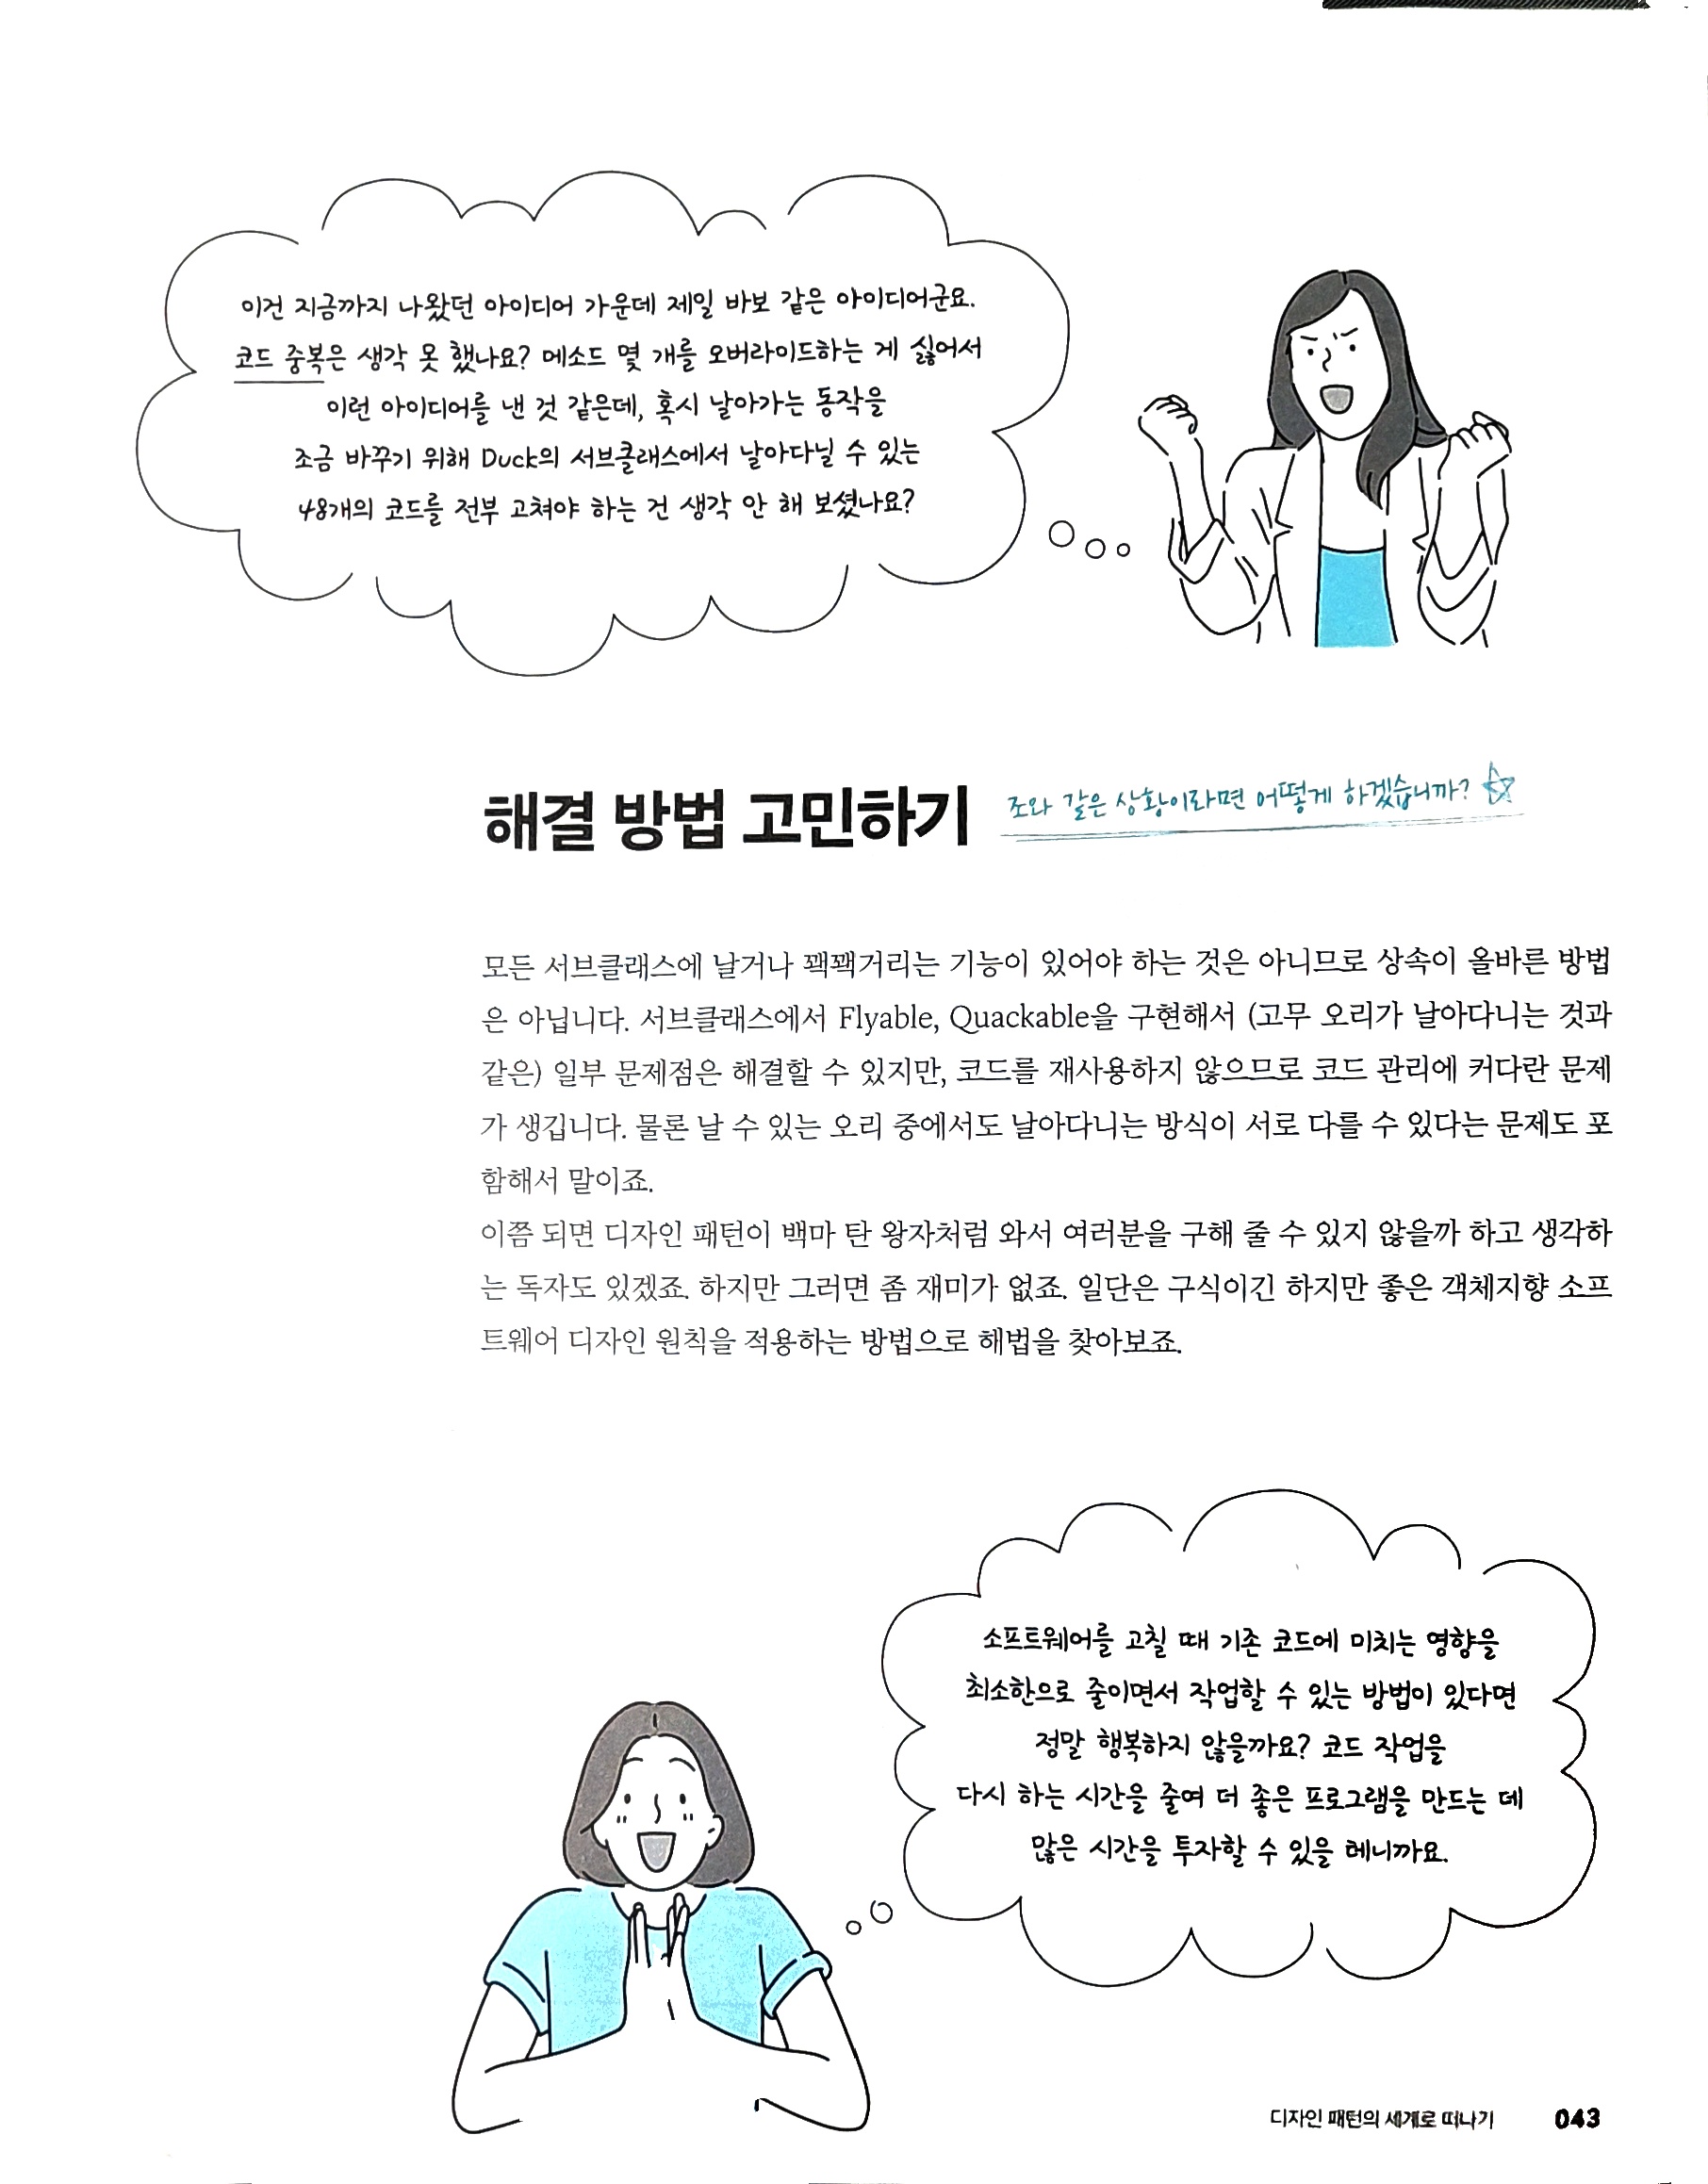 이건 지금까지 나왔던 아이디어 가운데 제일 바보 같은 아이디어군요.
코드 중복은 생각 못 했나요? 메소드 몇 개를 오버라이드하는 게 싫어서
이런 아이디어를 낸 것 같은데, 혹시 날아가는 동작을
조금 바꾸기 위해 Duck의 서브클래스에서 날아다닐 수 있는
48개의 코드를 전부 고쳐야 하는 건 생각 안 해 보셨나요?
해결 방법 고민하기 조와 같은 상황이라면 어떻게 하겠습니까?
모든 서브클래스에 날거나 꽥꽥거리는 기능이 있어야 하는 것은 아니므로 상속이 올바른 방법
은 아닙니다. 서브클래스에서 Flyable, Quackable을 구현해서 (고무 오리가 날아다니는 것과
같은) 일부 문제점은 해결할 수 있지만, 코드를 재사용하지 않으므로 코드 관리에 커다란 문제
가 생깁니다. 물론 날 수 있는 오리 중에서도 날아다니는 방식이 서로 다를 수 있다는 문제도 포
함해서 말이죠.
이쯤 되면 디자인 패턴이 백마 탄 왕자처럼 와서 여러분을 구해 줄 수 있지 않을까 하고 생각하
는 독자도 있겠죠. 하지만 그러면 좀 재미가 없죠. 일단은 구식이긴 하지만 좋은 객체지향 소프
트웨어 디자인 원칙을 적용하는 방법으로 해법을 찾아보죠.
소프트웨어를 고칠 때 기존 코드에 미치는 영향을
최소한으로 줄이면서 작업할 수 있는 방법이 있다면
정말 행복하지 않을까요? 코드 작업을
다시 하는 시간을 줄여 더 좋은 프로그램을 만드는 데
많은 시간을 투자할 수 있을 테니까요.
디자인 패턴의 세계로 떠나기 043